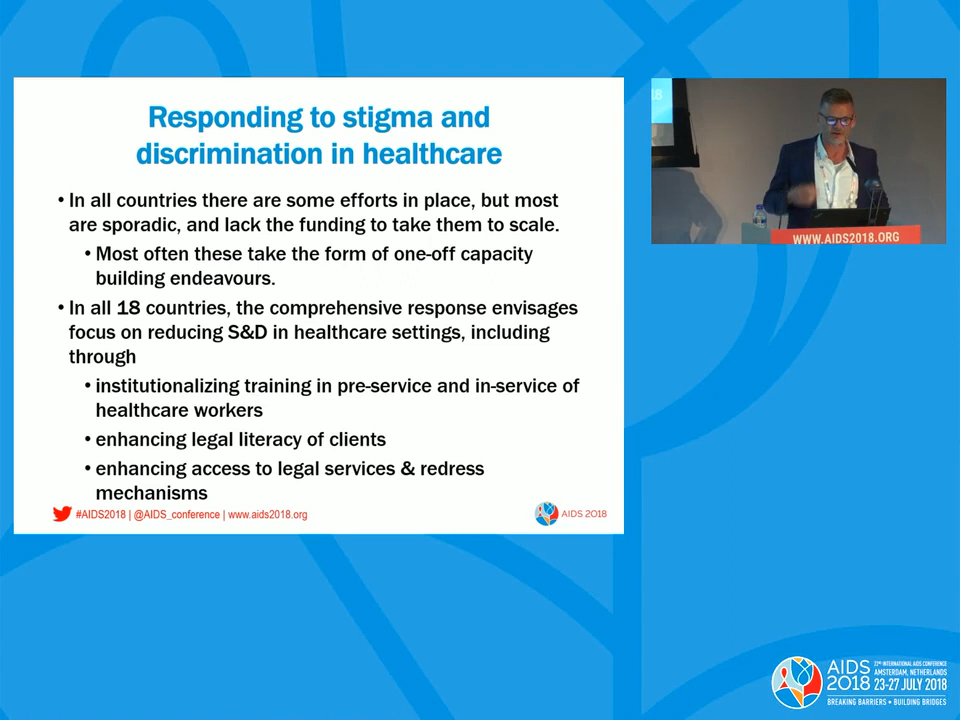 Responding to stigma and
discrimination in healthcare
• In all countries there are some efforts in place, but most
are sporadic, and lack the funding to take them to scale.
• Most often these take the form of one-off capacity
building endeavours.
• In all 18 countries, the comprehensive response envisages
focus on reducing S&D in healthcare settings, including
through
• institutionalizing training in pre-service and in-service of
healthcare workers
• enhancing legal literacy of clients
• enhancing access to legal services & redress
mechanisms
#AIDS2018 | @AIDS_conference | www.aids2018.org
AIDS 2018
18
WWW.AIDS2018.ORG
AIDS
2018
22ND INTERNATIONAL AIDS CONFERENCE
AMSTERDAM, NETHERLANDS
23-27 JULY 2018
BREAKING BARRIERS • BUILDING BRIDGES